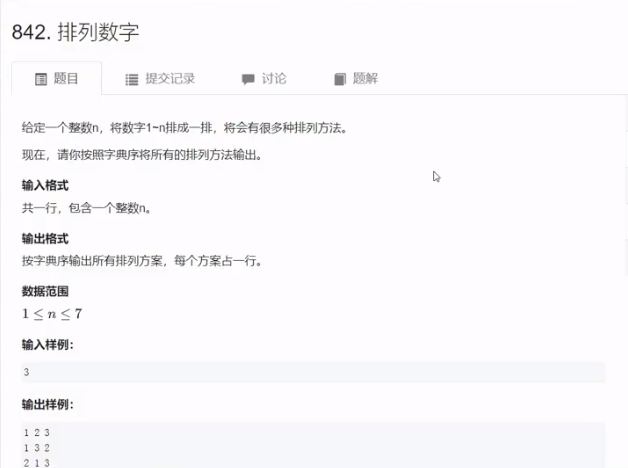 842. 排列数字
题目 提交记录 讨论 题解
给定一个整数n，将数字1~n排成一排，将会有很多种排列方法。
现在，请你按照字典序将所有的排列方法输出。
输入格式
共一行，包含一个整数n。
输出格式
按字典序输出所有排列方案，每个方案占一行。
数据范围
1 ≤ n ≤ 7
输入样例：
3
输出样例：
1 2 3
1 3 2
2 1 3